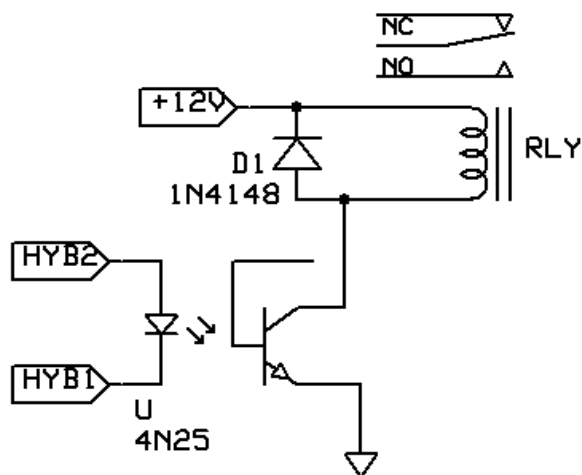 NC
NO
+12V
D1
1N4148
RLY
HYB2
HYB1
U
4N25